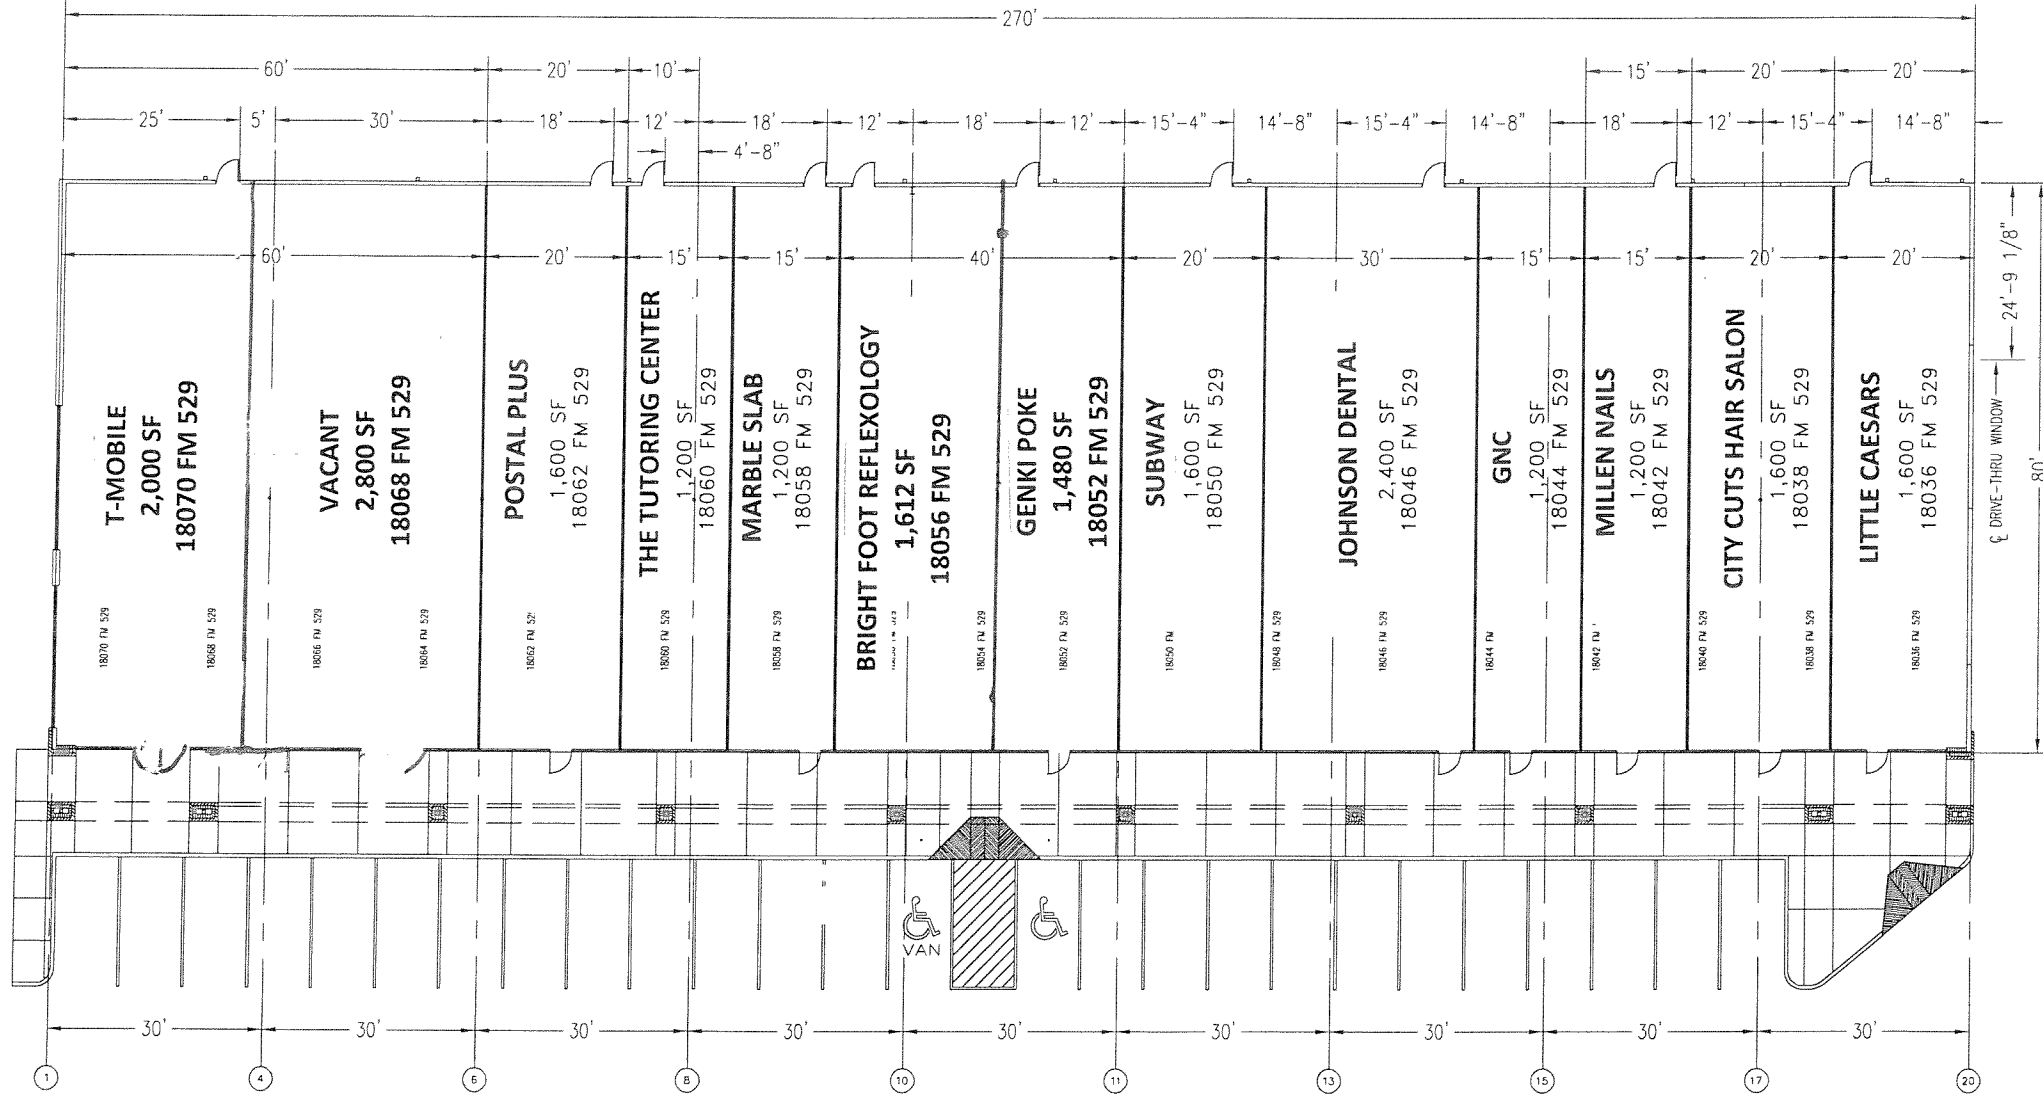 270'
60'
20'
10'
15'
20'
20'
25'
5'
30'
18'
12'
18'
12'
18'
12'
15'-4"
14'-8"
15'-4"
14'-8"
18'
12'
15'-4"
14'-8"
4'-8"
60'
20'
15'
15'
40'
20'
30'
15'
15'
20'
20'
24'-9 1/8"
80'
℄ DRIVE-THRU WINDOW
T-MOBILE
2,000 SF
18070 FM 529
VACANT
2,800 SF
18068 FM 529
POSTAL PLUS
1,600 SF
18062 FM 529
THE TUTORING CENTER
1,200 SF
18060 FM 529
MARBLE SLAB
1,200 SF
18058 FM 529
BRIGHT FOOT REFLEXOLOGY
1,612 SF
18056 FM 529
GENKI POKE
1,480 SF
18052 FM 529
SUBWAY
1,600 SF
18050 FM 529
JOHNSON DENTAL
2,400 SF
18046 FM 529
GNC
1,200 SF
18044 FM 529
MILLEN NAILS
1,200 SF
18042 FM 529
CITY CUTS HAIR SALON
1,600 SF
18038 FM 529
LITTLE CAESARS
1,600 SF
18036 FM 529
18070 FM 529
18068 FM 529
18066 FM 529
18064 FM 529
18062 FM
18060 FM 529
18058 FM 529
18054 FM 529
18052 FM 529
18050 FM
18048 FM 529
18046 FM 529
18044 FM
18042 FM
18040 FM 529
18038 FM 529
18036 FM 529
VAN
30'
30'
30'
30'
30'
30'
30'
30'
30'
1
4
6
8
10
11
13
15
17
20